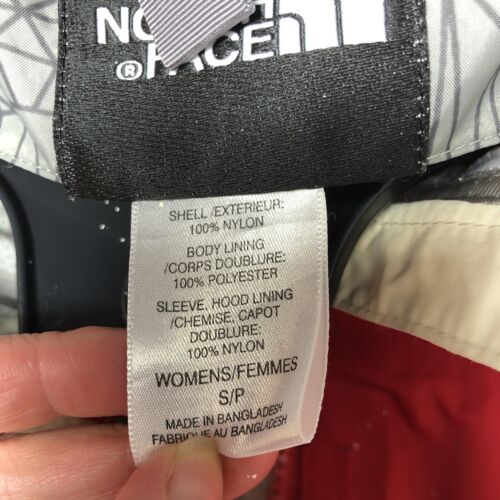 NORTH
® FACE
SHELL /EXTERIEUR:
100% NYLON
BODY LINING
/CORPS DOUBLURE:
100% POLYESTER
SLEEVE, HOOD LINING
/CHEMISE, CAPOT
DOUBLURE:
100% NYLON
WOMENS/FEMMES
S/P
MADE IN BANGLADESH
FABRIQUE AU BANGLADESH